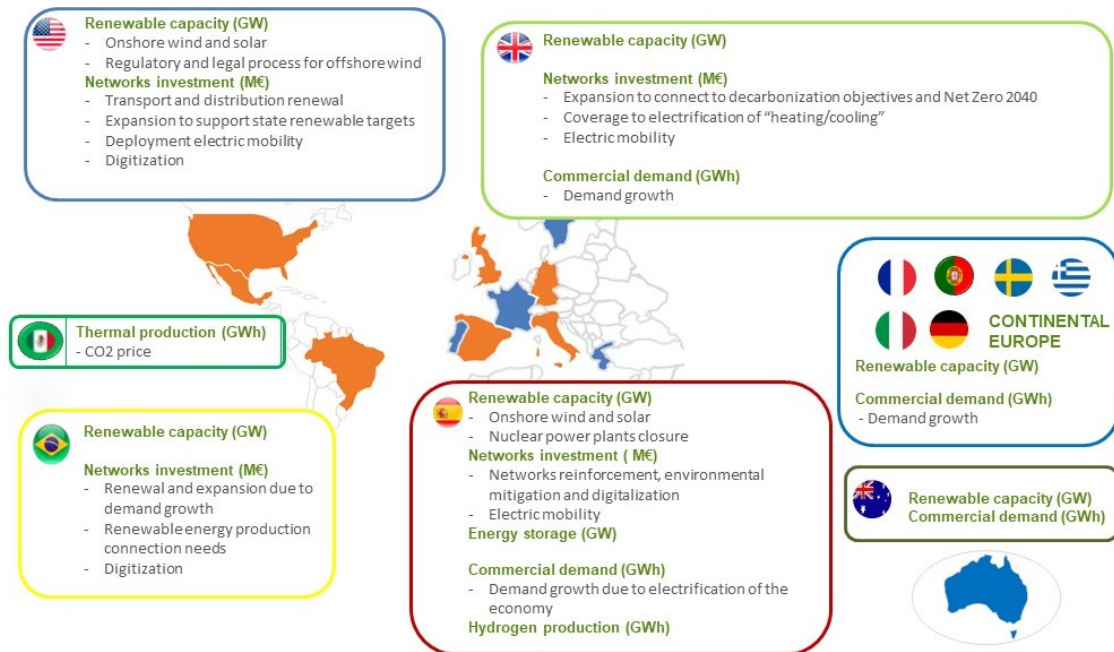 Renewable capacity (GW)
- Onshore wind and solar
- Regulatory and legal process for offshore wind
Networks investment (M€)
- Transport and distribution renewal
- Expansion to support state renewable targets
- Deployment electric mobility
- Digitization
Renewable capacity (GW)
Networks investment (M€)
- Expansion to connect to decarbonization objectives and Net Zero 2040
- Coverage to electrification of “heating/cooling”
- Electric mobility
Commercial demand (GWh)
- Demand growth
Thermal production (GWh)
- CO2 price
Renewable capacity (GW)
Networks investment (M€)
- Renewal and expansion due to
demand growth
- Renewable energy production
connection needs
- Digitization
Renewable capacity (GW)
- Onshore wind and solar
- Nuclear power plants closure
Networks investment ( M€)
- Networks reinforcement, environmental
mitigation and digitalization
- Electric mobility
Energy storage (GW)
Commercial demand (GWh)
- Demand growth due to electrification of the
economy
Hydrogen production (GWh)
CONTINENTAL
EUROPE
Renewable capacity (GW)
Commercial demand (GWh)
- Demand growth
Renewable capacity (GW)
Commercial demand (GWh)